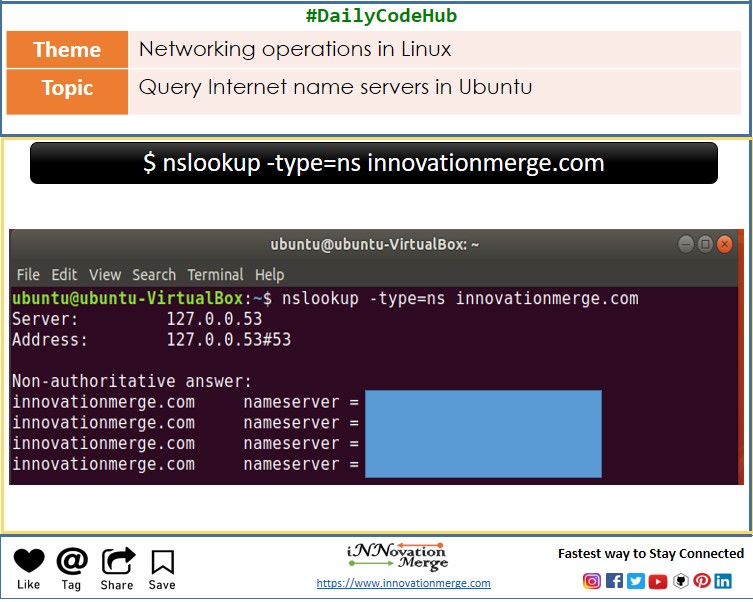 #DailyCodeHub
Theme
Networking operations in Linux
Topic
Query Internet name servers in Ubuntu
$ nslookup -type=ns innovationmerge.com
ubuntu@ubuntu-VirtualBox: ~
File Edit View Search Terminal Help
ubuntu@ubuntu-VirtualBox:~$ nslookup -type=ns innovationmerge.com
Server: 127.0.0.53
Address: 127.0.0.53#53
Non-authoritative answer:
innovationmerge.com nameserver =
innovationmerge.com nameserver =
innovationmerge.com nameserver =
innovationmerge.com nameserver =
Like
Tag
Share
Save
iNNovation
Merge
https://www.innovationmerge.com
Fastest way to Stay Connected